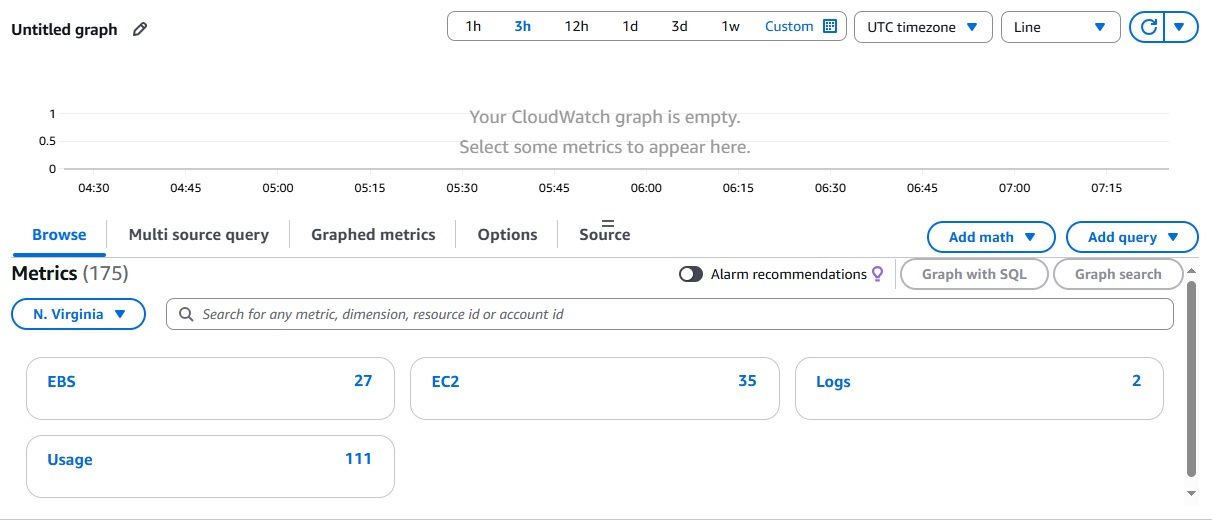 Untitled graph
1h 3h 12h 1d 3d 1w Custom
UTC timezone
Line
Your CloudWatch graph is empty.
Select some metrics to appear here.
1
0.5
0
04:30 04:45 05:00 05:15 05:30 05:45 06:00 06:15 06:30 06:45 07:00 07:15
Browse Multi source query Graphed metrics Options Source
Add math Add query
Metrics (175)
Alarm recommendations
Graph with SQL Graph search
N. Virginia
Search for any metric, dimension, resource id or account id
EBS 27
EC2 35
Logs 2
Usage 111